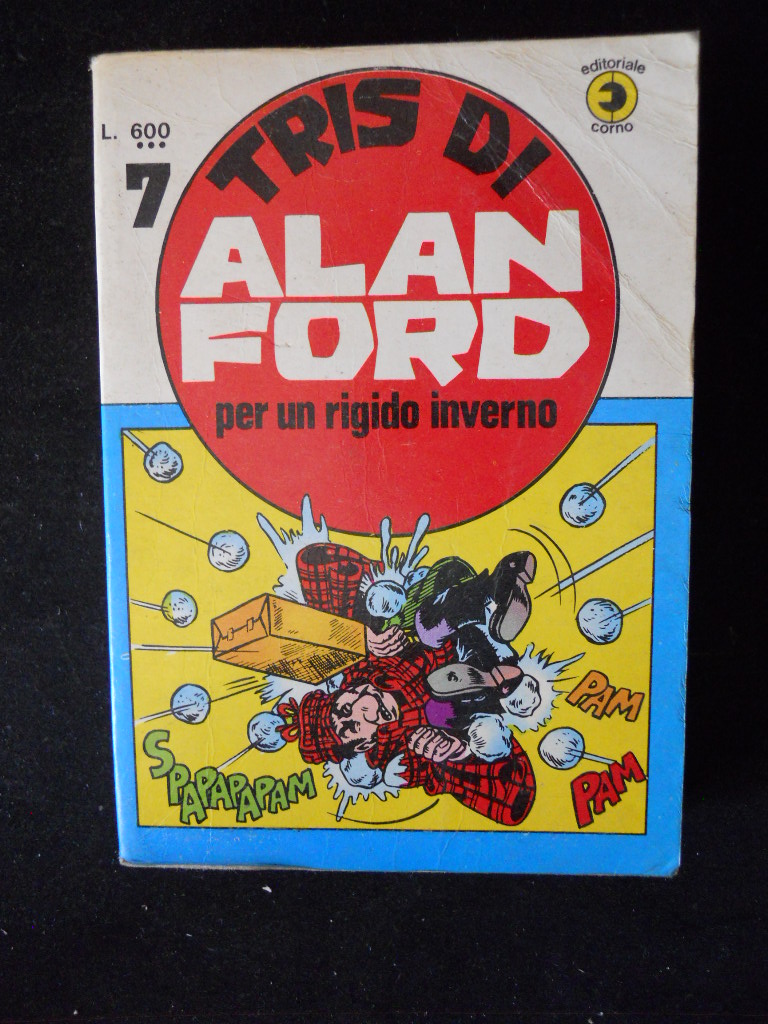 editoriale
corno
L. 600
7
TRIS DI
ALAN
FORD
per un rigido inverno
PAM
SPAPAPAPAM
PAM